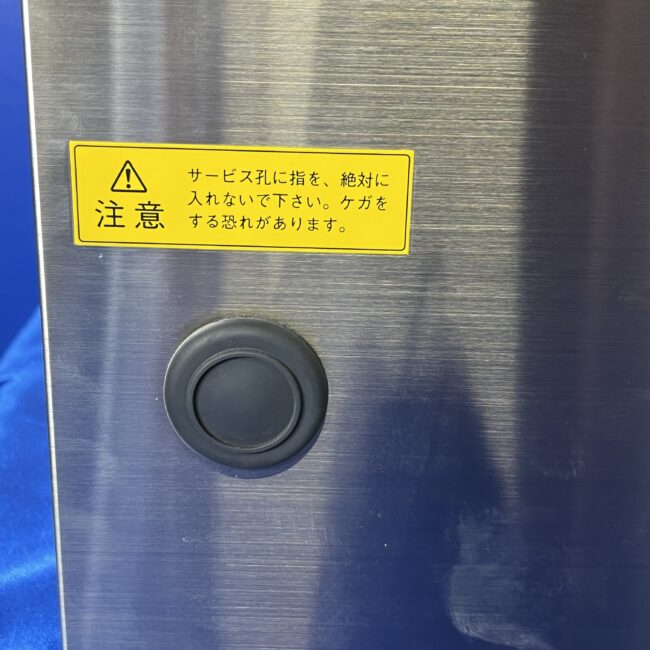 注意
サービス孔に指を、絶対に
入れないで下さい。ケガを
する恐れがあります。